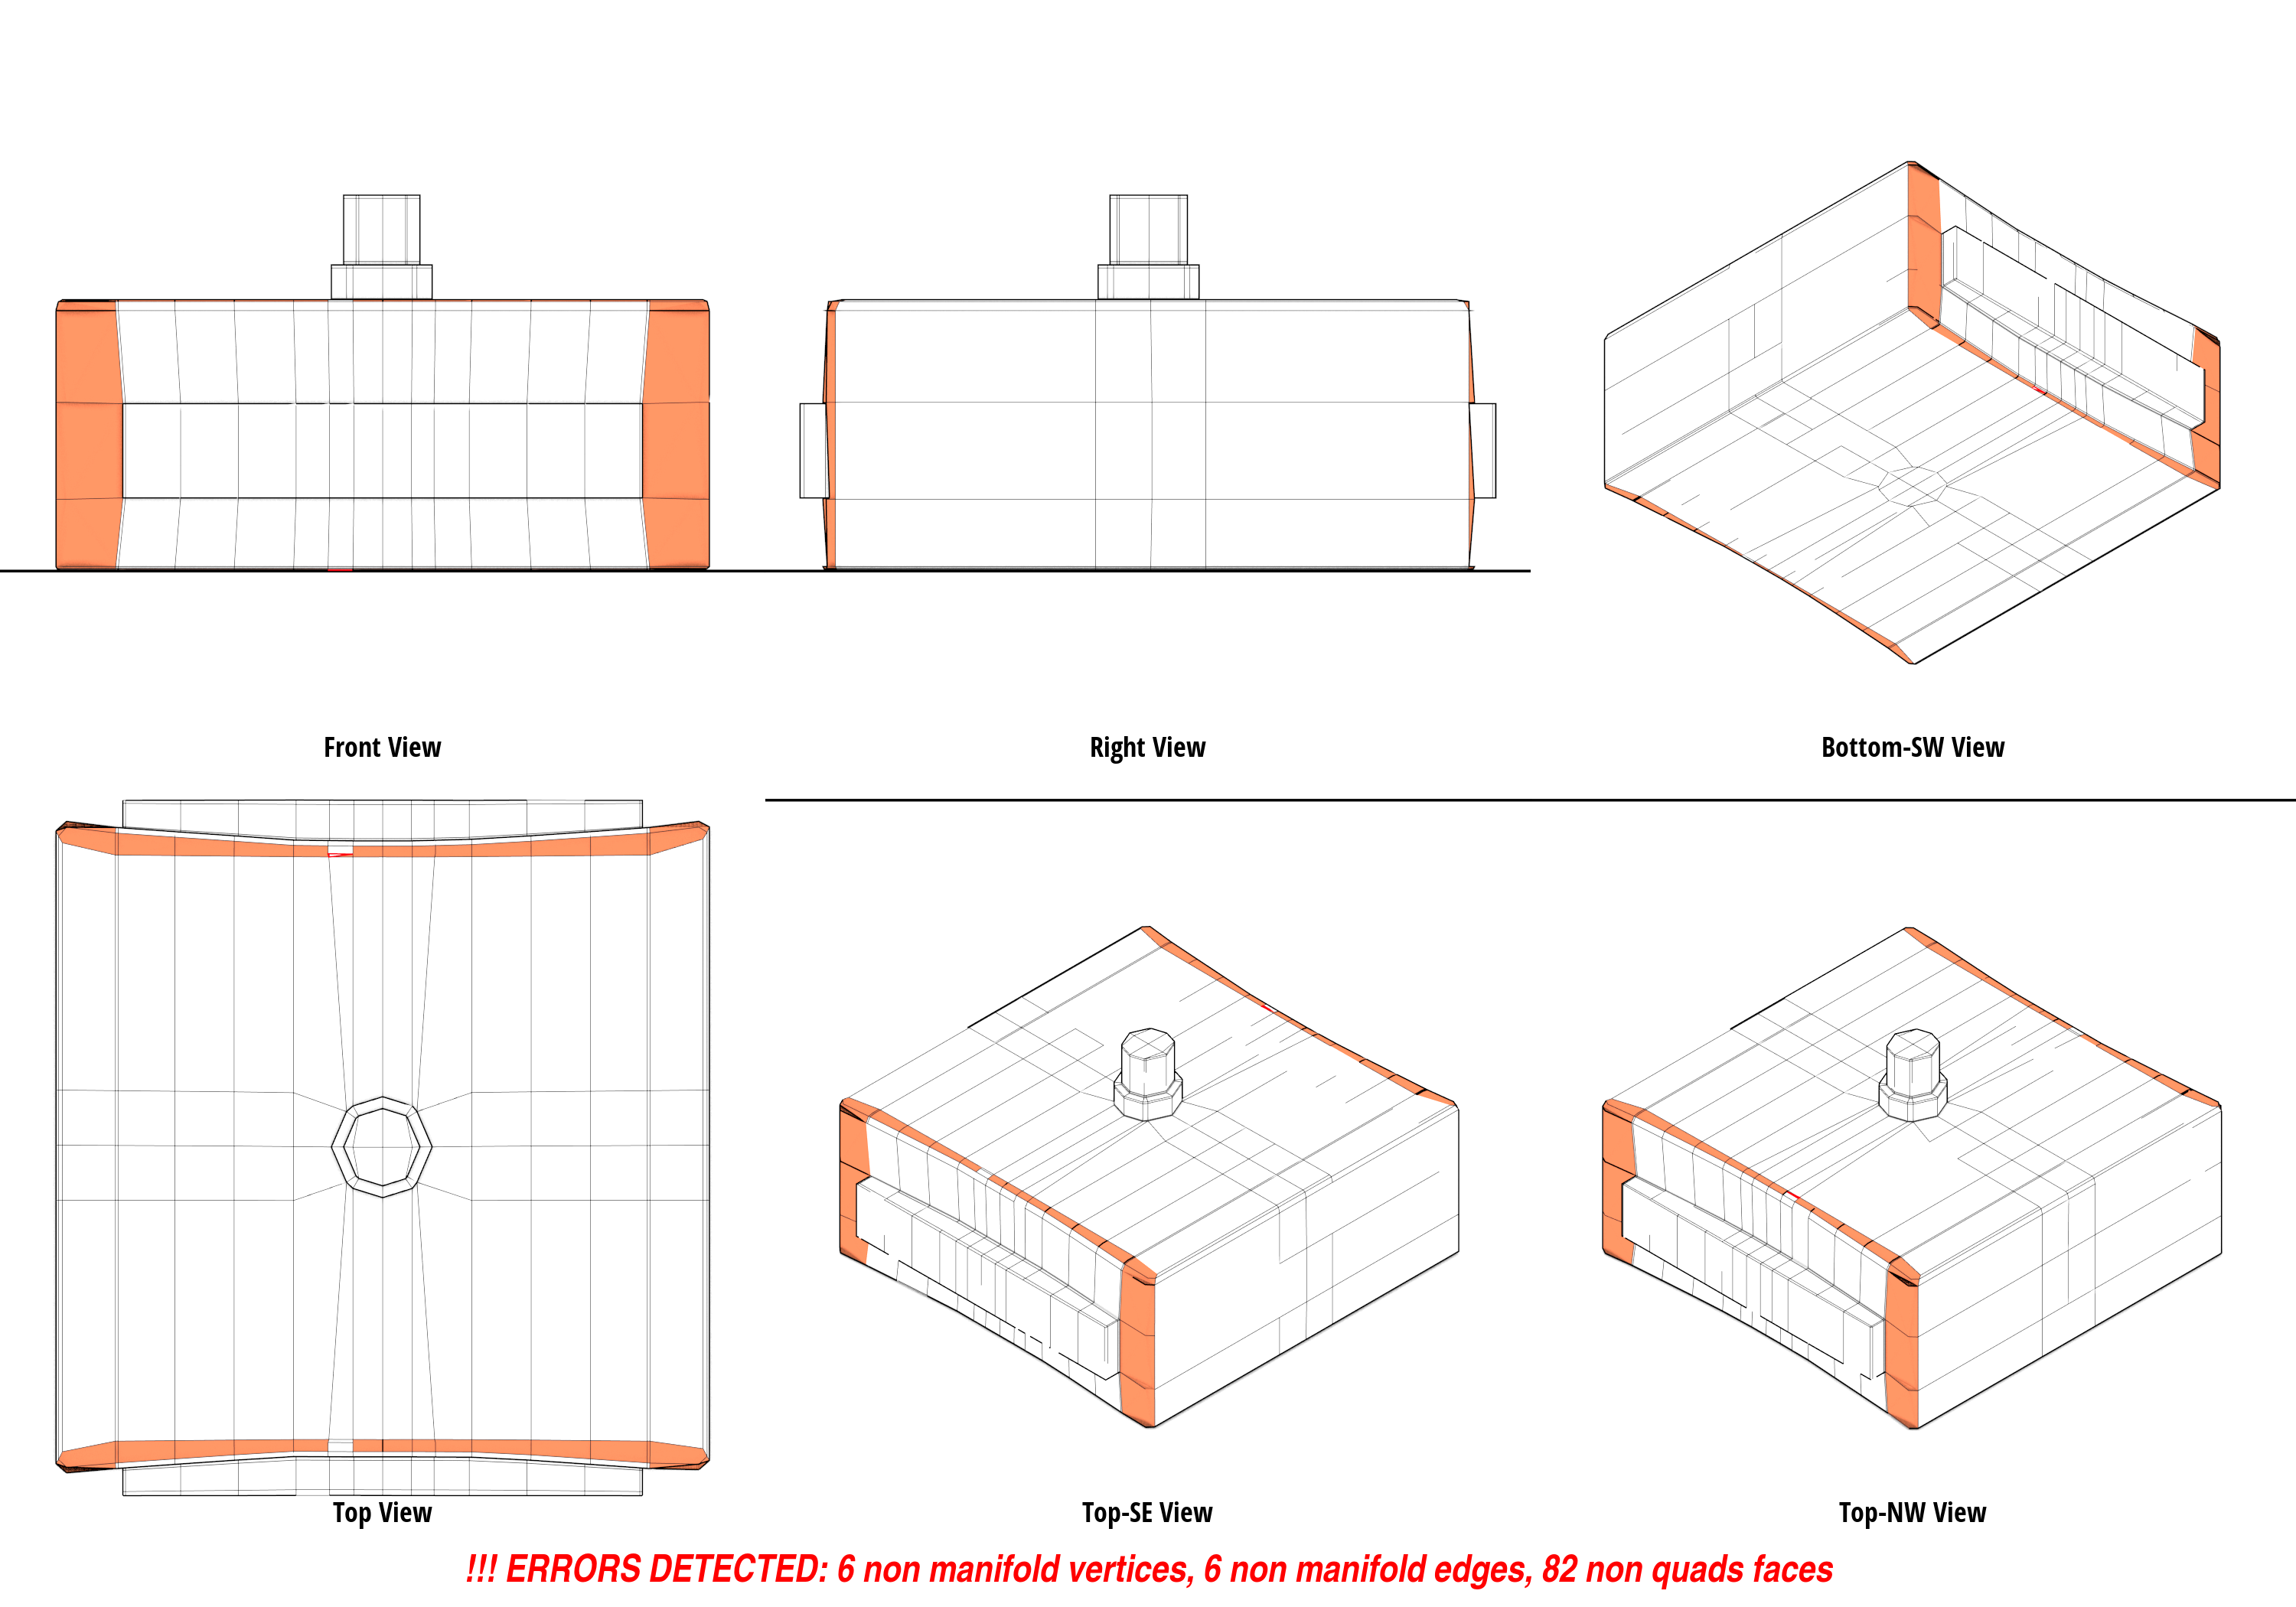 Front View
Right View
Bottom-SW View
Top View
Top-SE View
Top-NW View
!!! ERRORS DETECTED: 6 non manifold vertices, 6 non manifold edges, 82 non quads faces